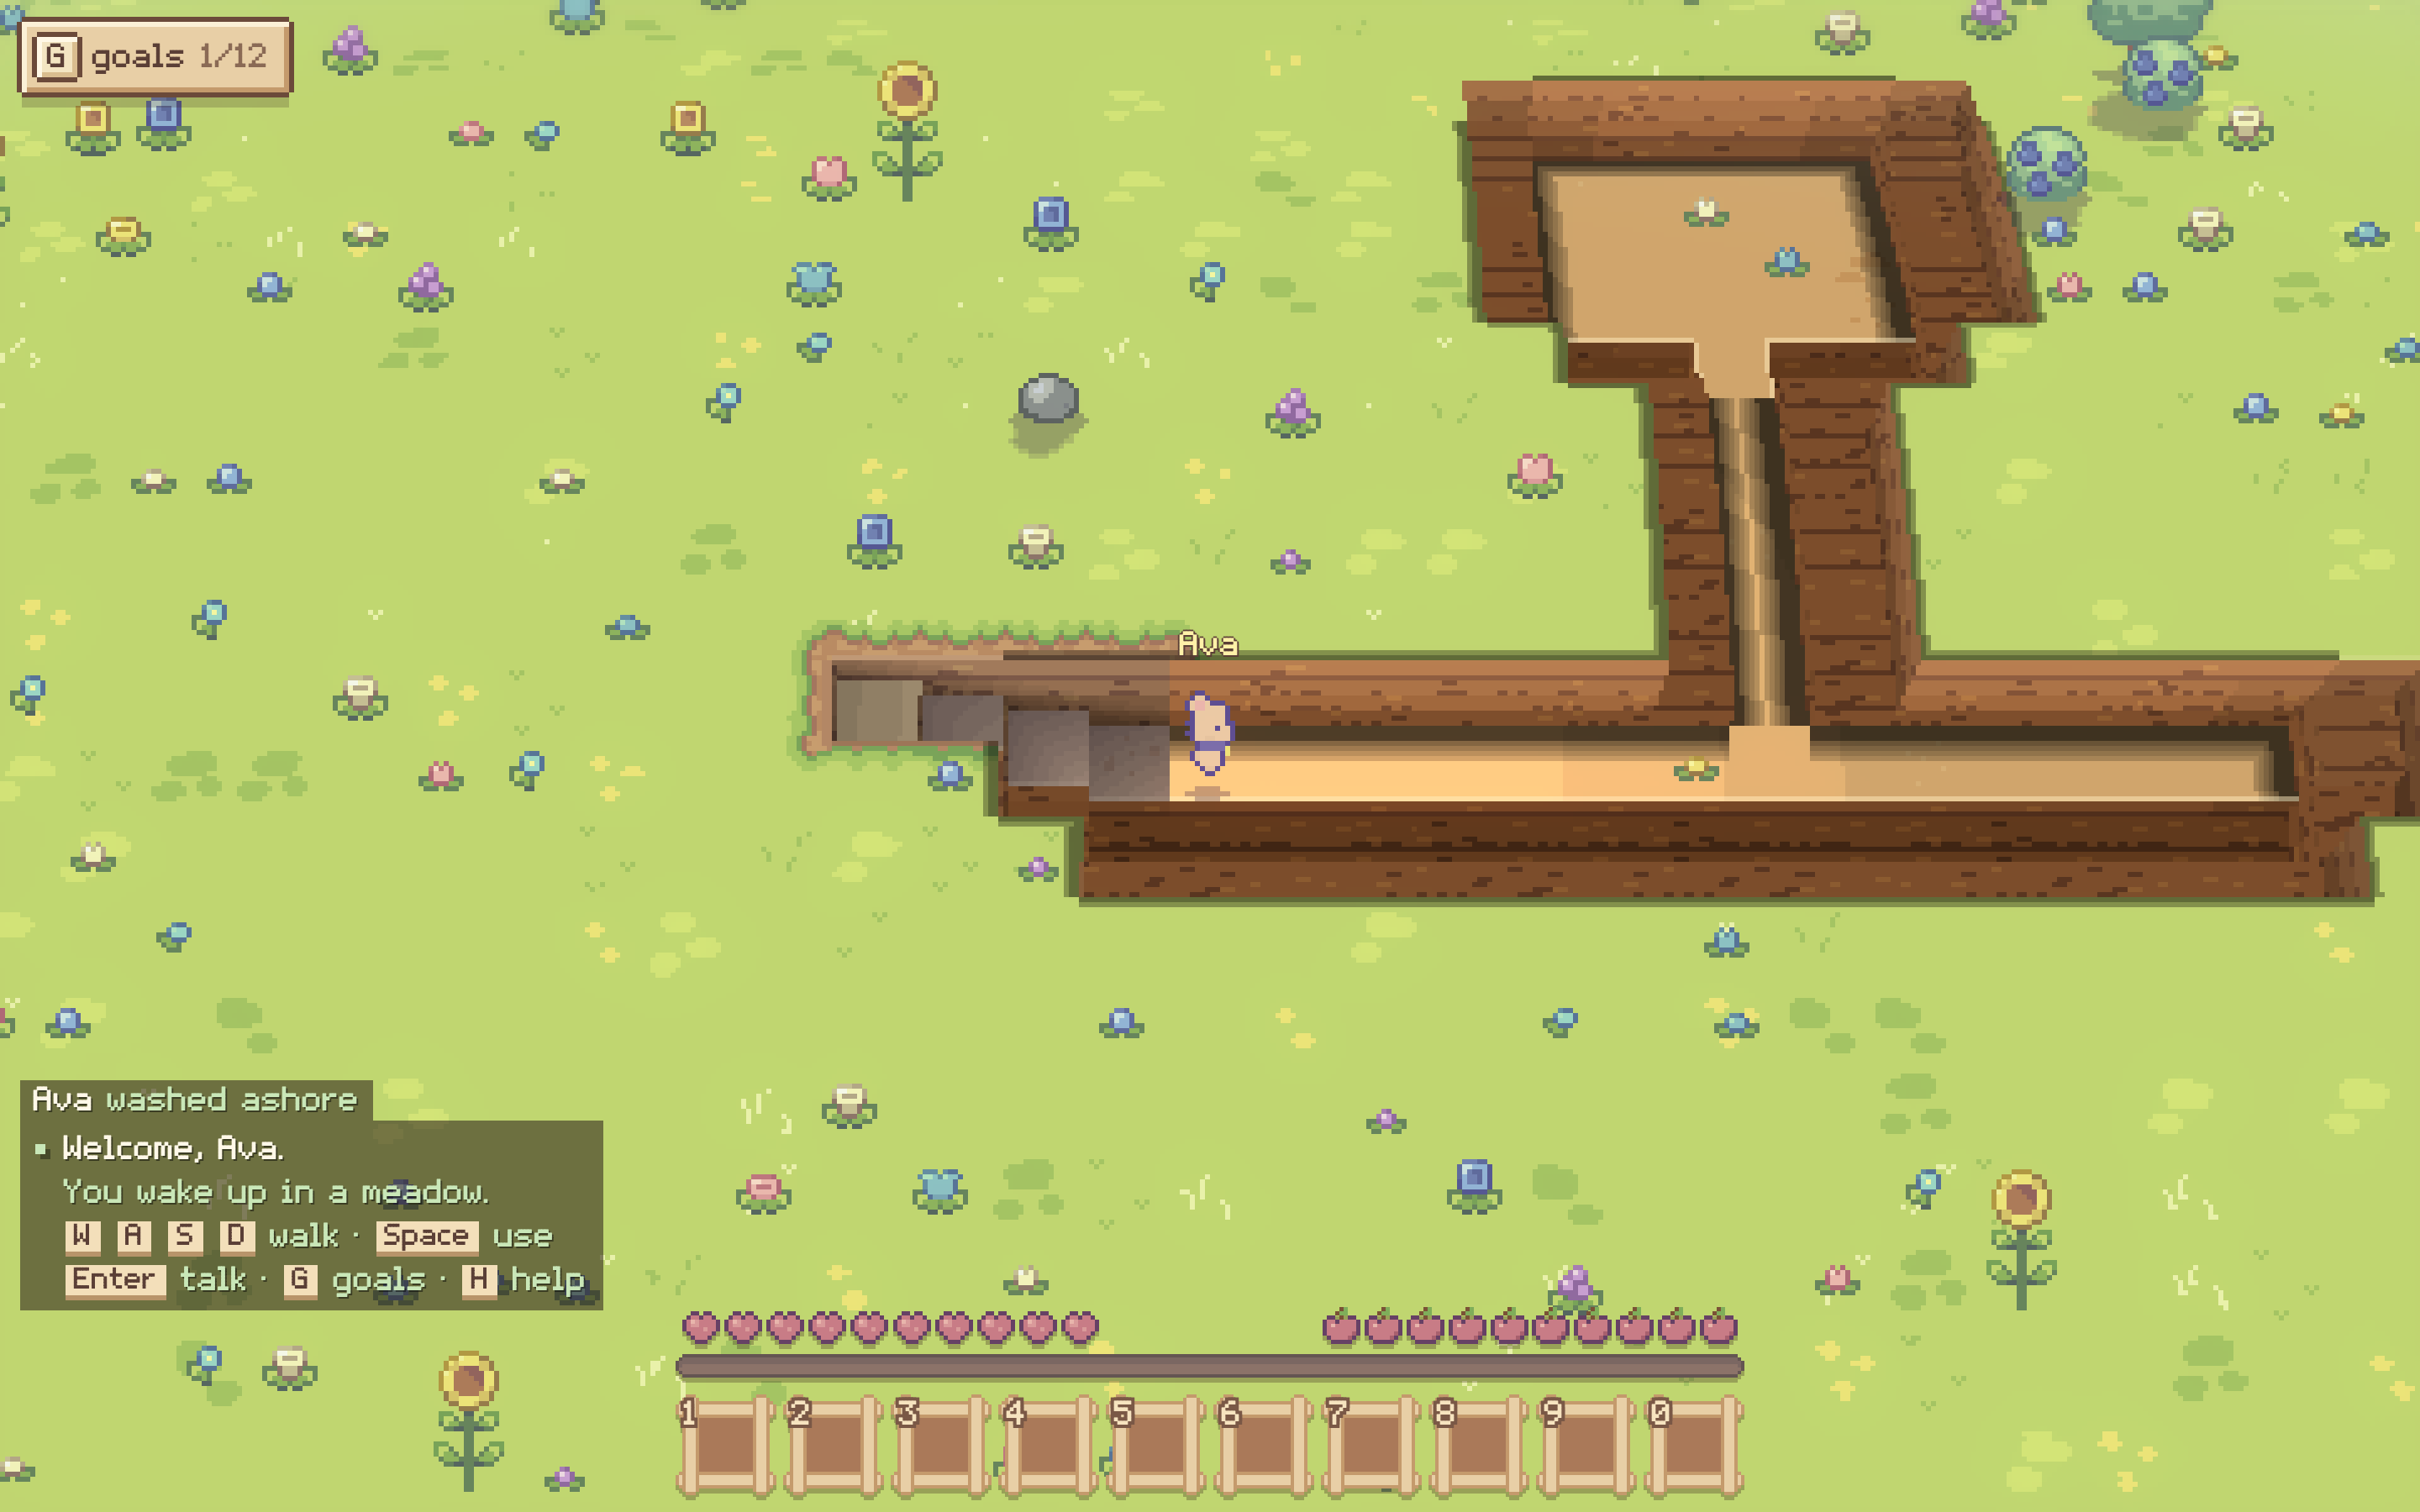 G goals 1/12
Ava
Ava washed ashore
Welcome, Ava.
You wake up in a meadow.
W A S D walk · Space use
Enter talk · G goals · H help
1 2 3 4 5 6 7 8 9 0